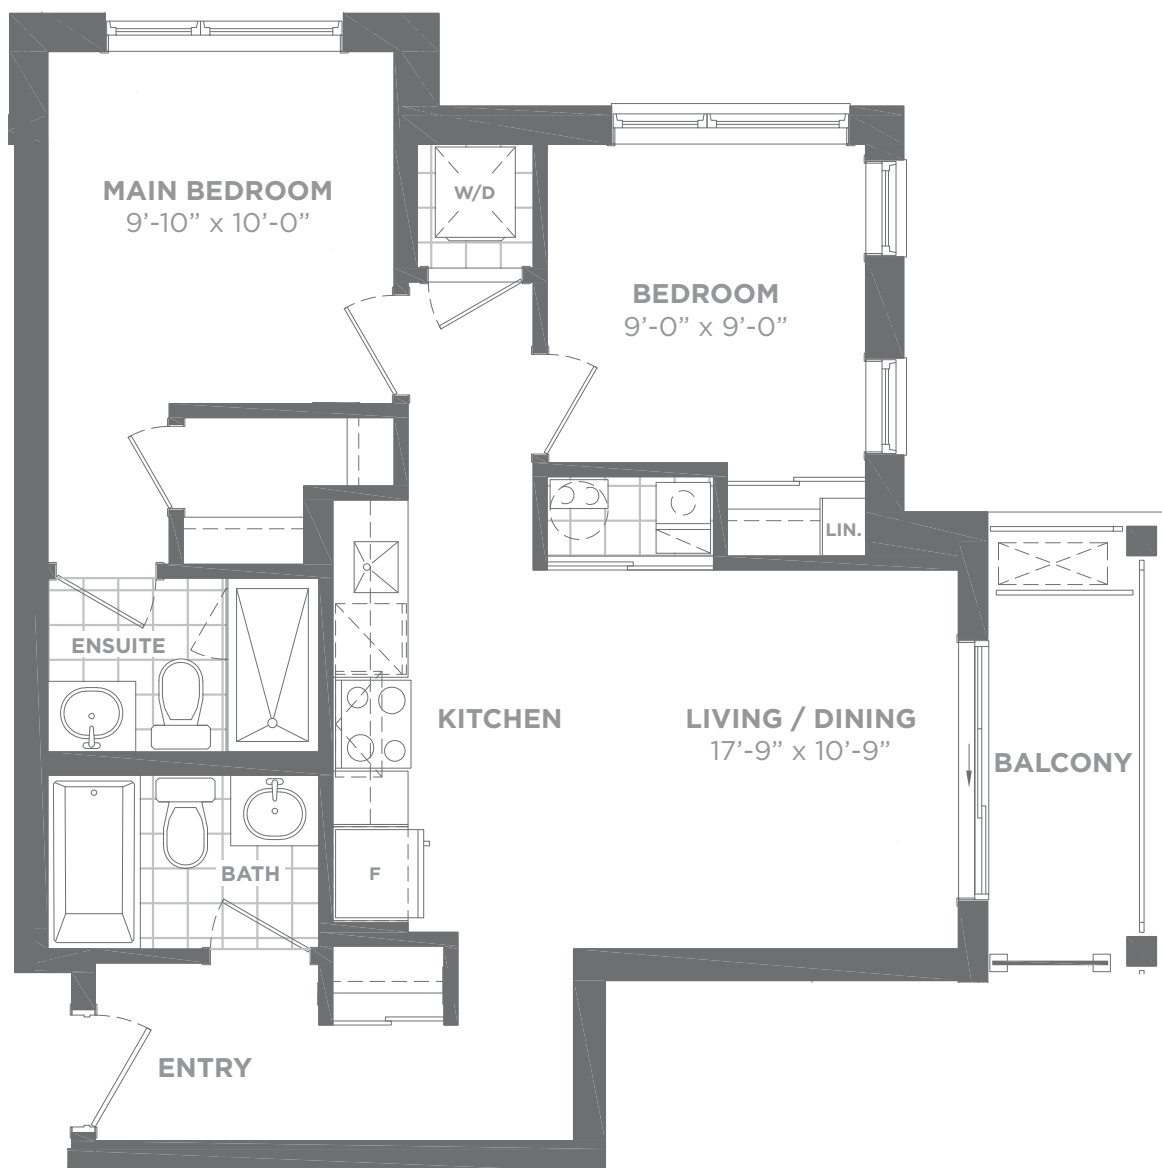 MAIN BEDROOM
9’-10” x 10’-0”
W/D
BEDROOM
9’-0” x 9’-0”
LIN.
ENSUITE
KITCHEN
LIVING / DINING
17’-9” x 10’-9”
BALCONY
BATH
F
ENTRY